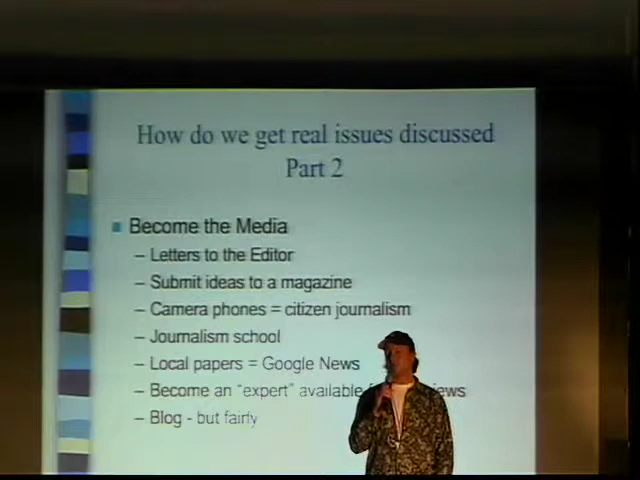 How do we get real issues discussed
Part 2
Become the Media
– Letters to the Editor
– Submit ideas to a magazine
– Camera phones = citizen journalism
– Journalism school
– Local papers = Google News
– Become an "expert" available views
– Blog - but fairly